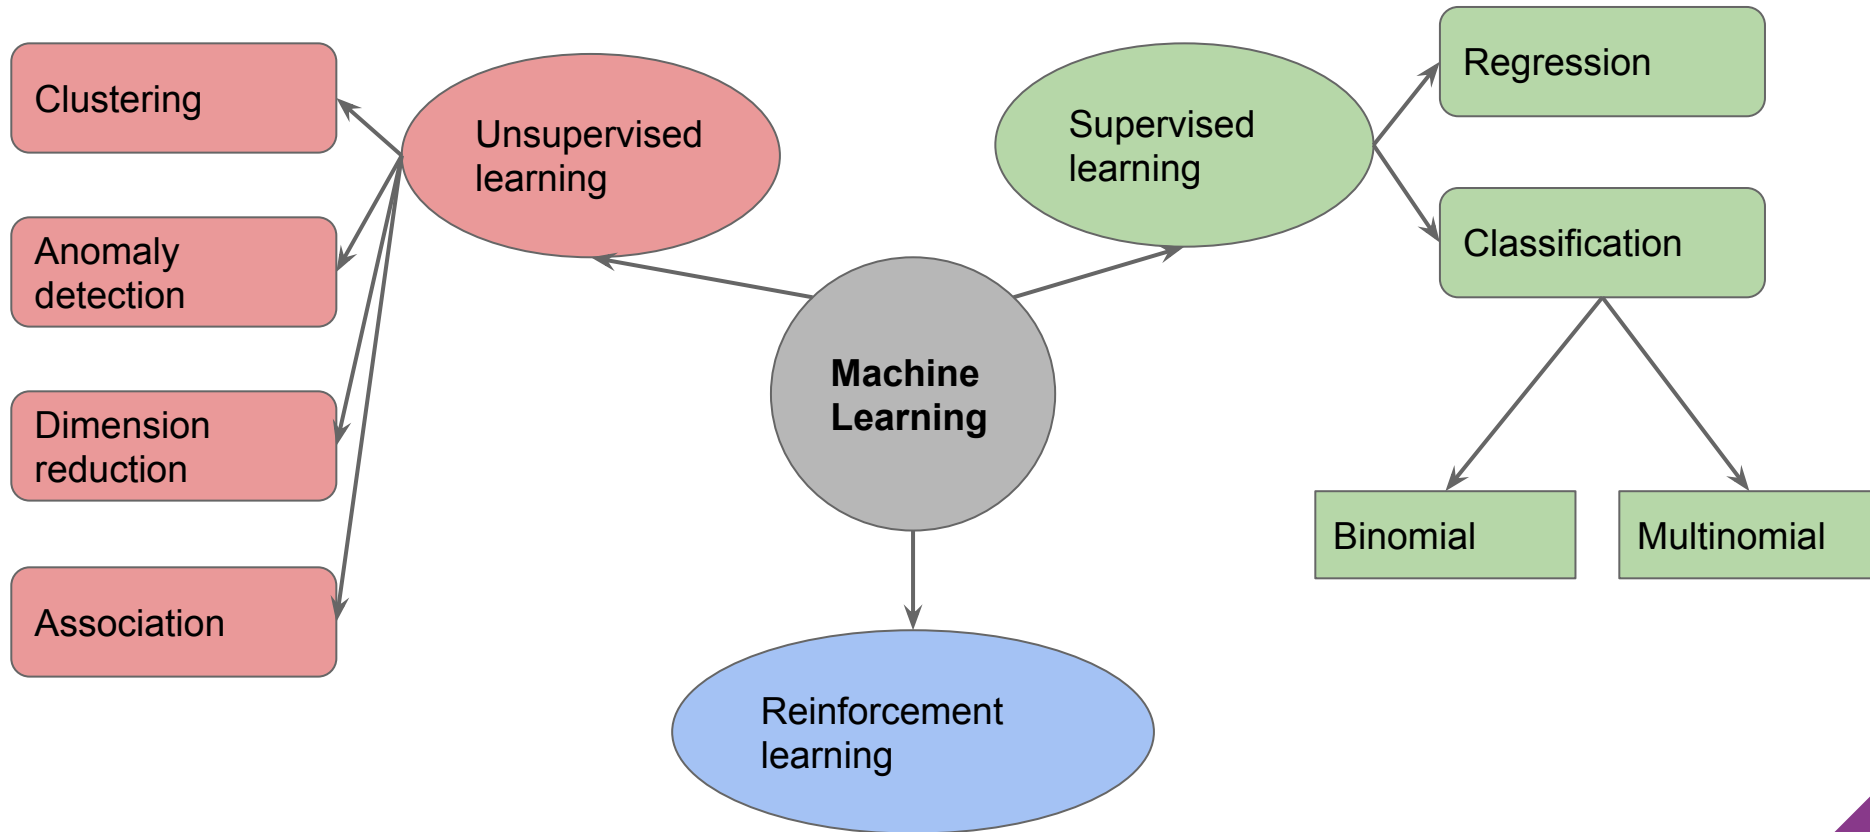 Clustering
Anomaly
detection
Dimension
reduction
Association
Unsupervised
learning
Machine
Learning
Reinforcement
learning
Supervised
learning
Regression
Classification
Binomial
Multinomial